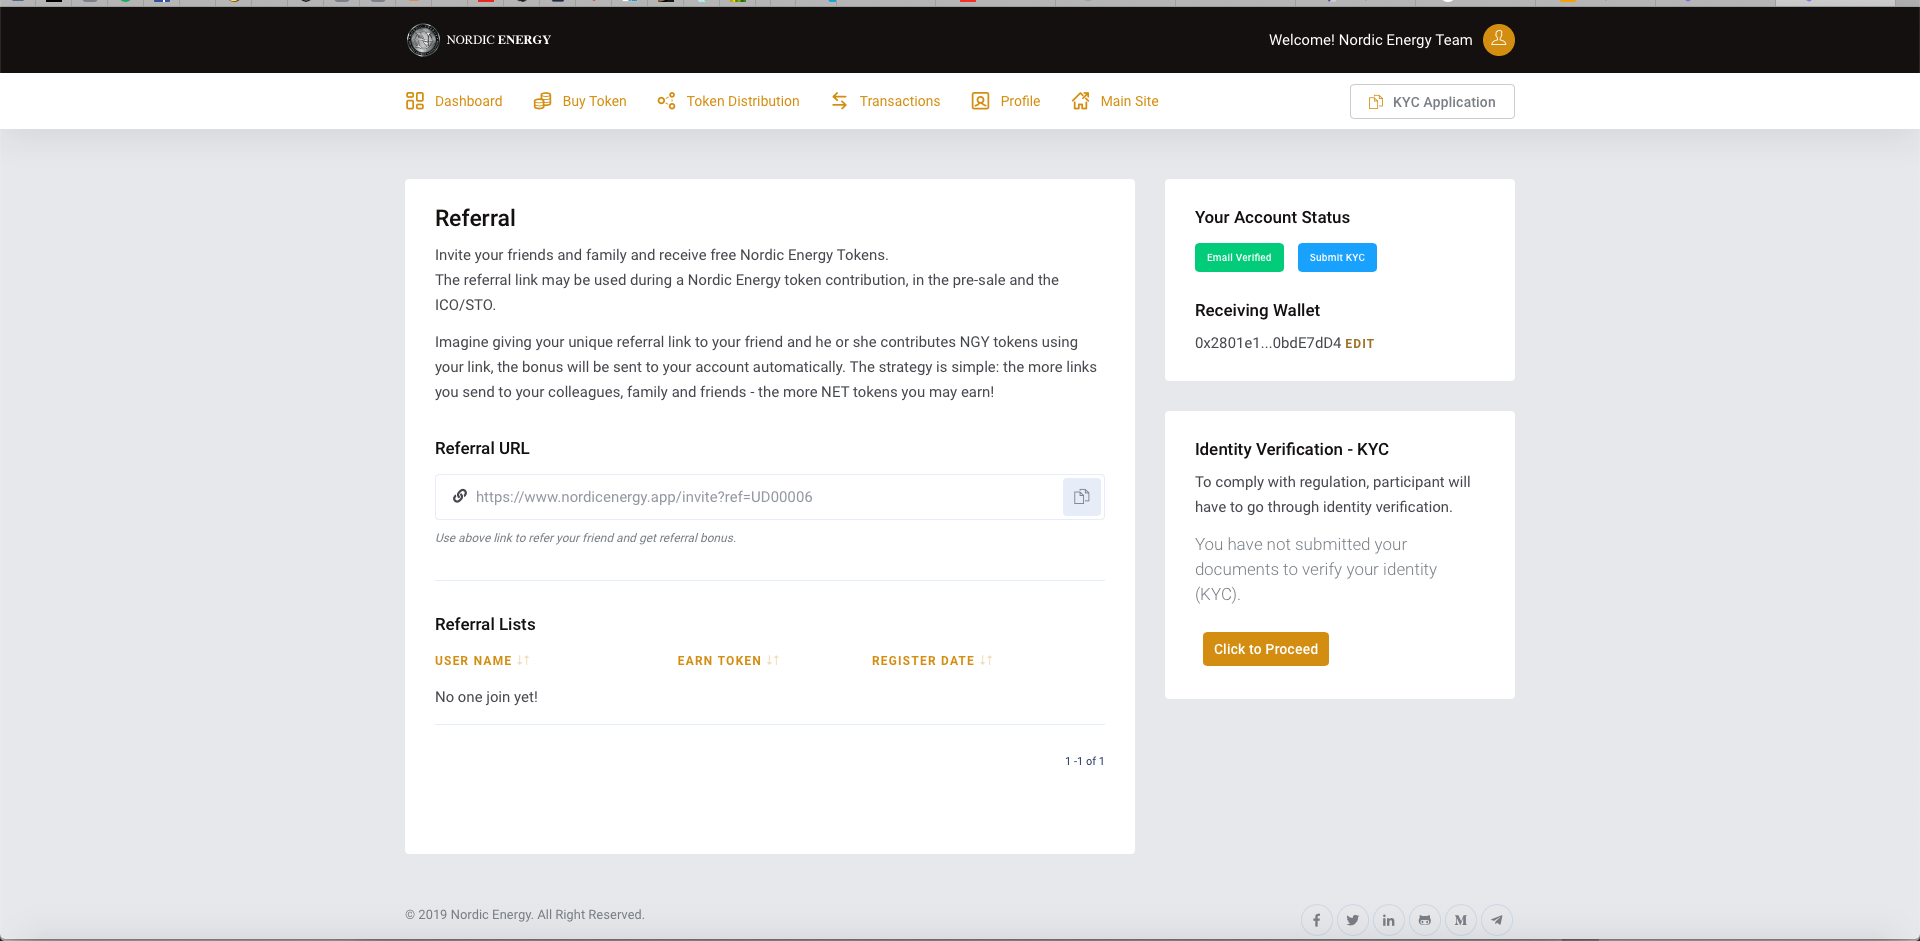 NORDIC ENERGY
Welcome! Nordic Energy Team
Dashboard
Buy Token
Token Distribution
Transactions
Profile
Main Site
KYC Application
Referral
Invite your friends and family and receive free Nordic Energy Tokens.
The referral link may be used during a Nordic Energy token contribution, in the pre-sale and the
ICO/STO.
Imagine giving your unique referral link to your friend and he or she contributes NGY tokens using
your link, the bonus will be sent to your account automatically. The strategy is simple: the more links
you send to your colleagues, family and friends - the more NET tokens you may earn!
Referral URL
https://www.nordicenergy.app/invite?ref=UD00006
Use above link to refer your friend and get referral bonus.
Referral Lists
USER NAME
EARN TOKEN
REGISTER DATE
No one join yet!
1 -1 of 1
Your Account Status
Email Verified
Submit KYC
Receiving Wallet
0x2801e1...0bdE7dD4 EDIT
Identity Verification - KYC
To comply with regulation, participant will
have to go through identity verification.
You have not submitted your
documents to verify your identity
(KYC).
Click to Proceed
© 2019 Nordic Energy. All Right Reserved.